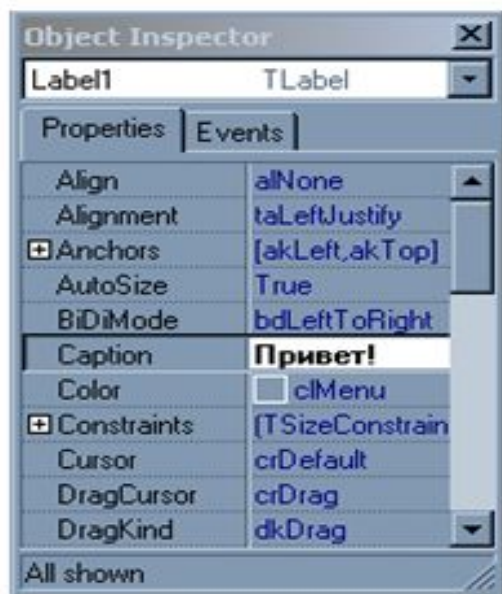 Object Inspector
Label1 TLabel
Properties Events
Align alNone
Alignment taLeftJustify
Anchors [akLeft,akTop]
AutoSize True
BiDiMode bdLeftToRight
Caption Привет!
Color clMenu
Constraints (TSizeConstrain
Cursor crDefault
DragCursor crDrag
DragKind dkDrag
All shown